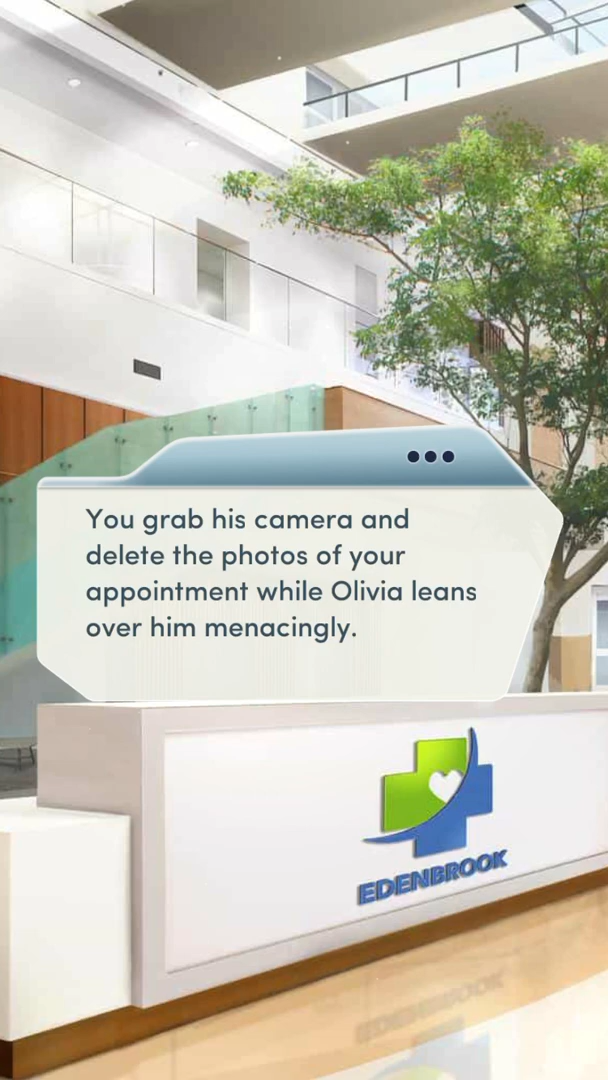 You grab his camera and
delete the photos of your
appointment while Olivia leans
over him menacingly.
EDENBROOK